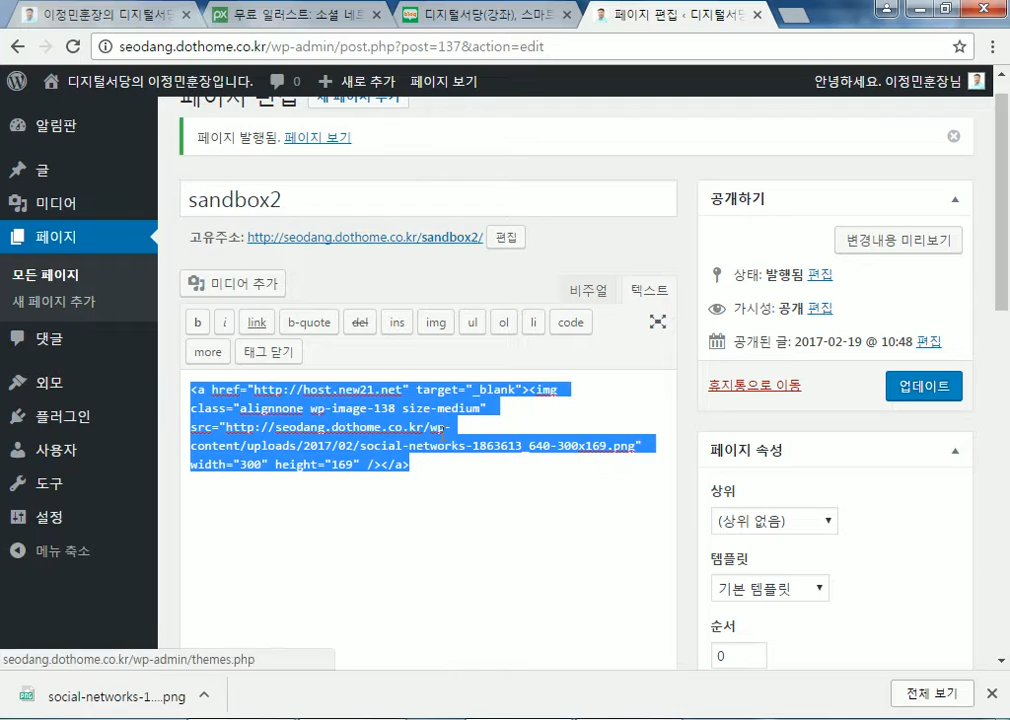 이정민훈장의 디지털서당
무료 일러스트: 소셜 네트
디지털서당(강좌), 스마트
페이지 편집 ‹ 디지털서당
seodang.dothome.co.kr/wp-admin/post.php?post=137&action=edit
디지털서당의 이정민훈장입니다. 0 새로 추가 페이지 보기 안녕하세요. 이정민훈장님
알림판
글
미디어
페이지
모든 페이지
새 페이지 추가
댓글
외모
플러그인
사용자
도구
설정
메뉴 축소
페이지 편집 새 페이지 추가
페이지 발행됨. 페이지 보기
sandbox2
고유주소: http://seodang.dothome.co.kr/sandbox2/ 편집
미디어 추가
비주얼 텍스트
b i link b-quote del ins img ul ol li code
more 태그 닫기
<a href="http://host.new21.net" target="_blank"><img
class="alignnone wp-image-138 size-medium"
src="http://seodang.dothome.co.kr/wp-
content/uploads/2017/02/social-networks-1863613_640-300x169.png"
width="300" height="169" /></a>
공개하기
변경내용 미리보기
상태: 발행됨 편집
가시성: 공개 편집
공개된 글: 2017-02-19 @ 10:48 편집
휴지통으로 이동 업데이트
페이지 속성
상위
(상위 없음)
템플릿
기본 템플릿
순서
0
seodang.dothome.co.kr/wp-admin/themes.php
social-networks-1....png
전체 보기